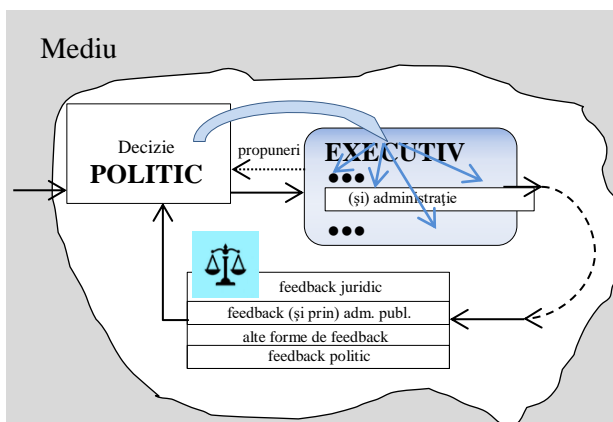 Mediu
Decizie
POLITIC
propuneri
EXECUTIV
(și) administraţie
feedback juridic
feedback (și prin) adm. publ.
alte forme de feedback
feedback politic